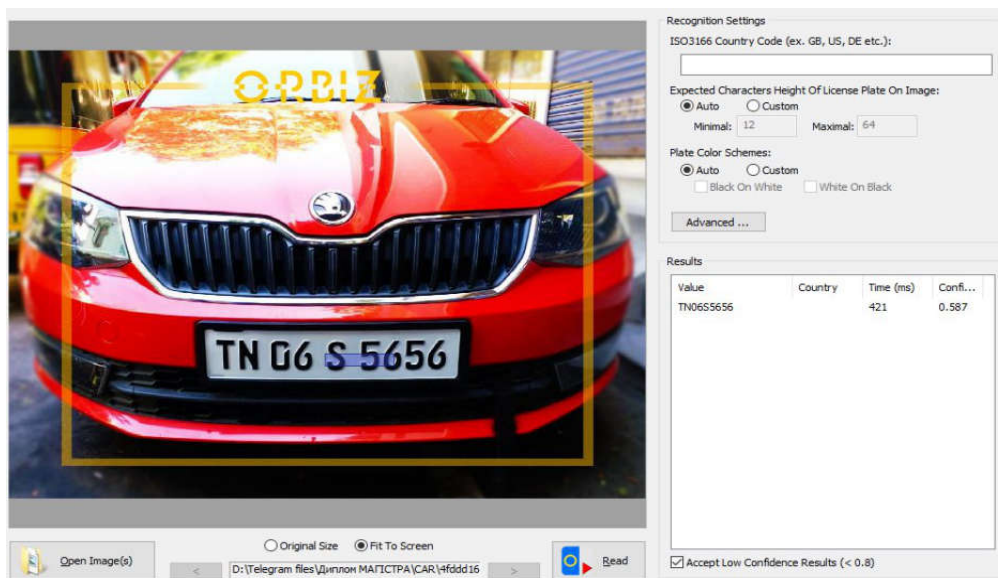 ORBIZ
TN 06 S 5656
Open Image(s)
Original Size
Fit To Screen
<
D:\Telegram files\Диплом МАГІСТРА\CAR\4fddd16
>
Read
Recognition Settings
ISO3166 Country Code (ex. GB, US, DE etc.):
Expected Characters Height Of License Plate On Image:
Auto Custom
Minimal: 12 Maximal: 64
Plate Color Schemes:
Auto Custom
Black On White White On Black
Advanced ...
Results
Value Country Time (ms) Confi...
TN06S5656 421 0.587
Accept Low Confidence Results (< 0.8)